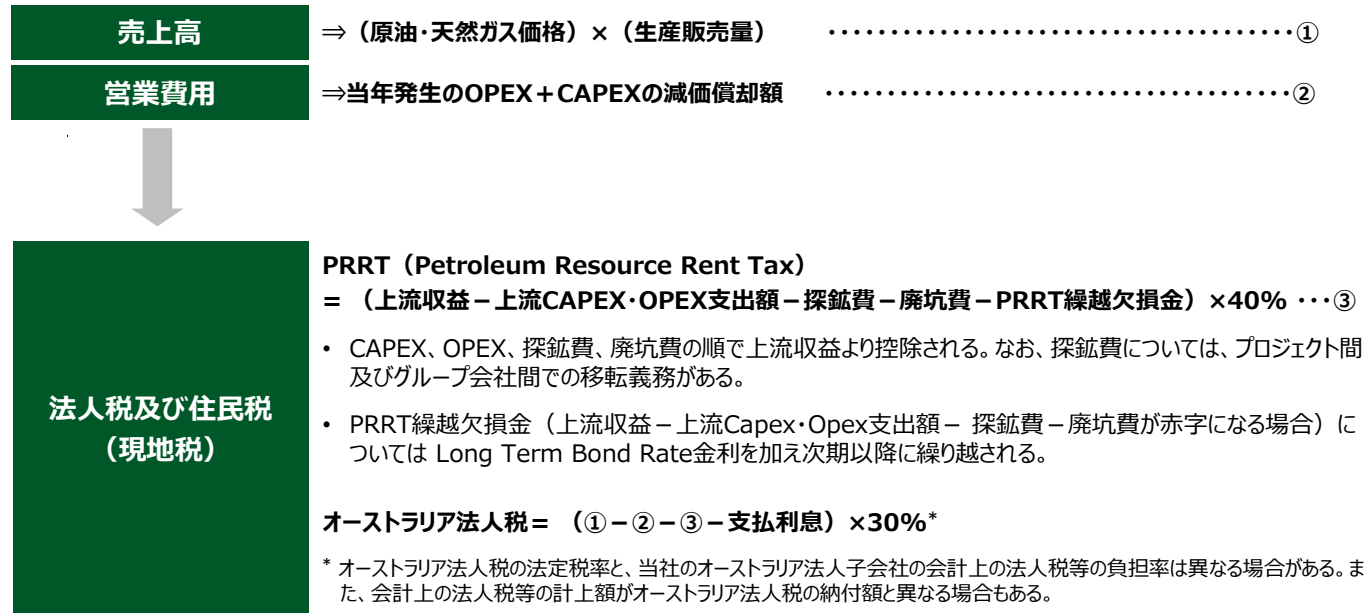 売上高 ⇒（原油・天然ガス価格）×（生産販売量） ・・・・・・・・・・・・・・・・・・・・・・・・・・・・・・・・・・・・・①
営業費用 ⇒当年発生のOPEX＋CAPEXの減価償却額 ・・・・・・・・・・・・・・・・・・・・・・・・・・・・・・・・・・・・・②
法人税及び住民税
（現地税）
PRRT（Petroleum Resource Rent Tax）
＝ （上流収益－上流CAPEX・OPEX支出額－探鉱費－廃坑費－PRRT繰越欠損金）×40% ・・・③
• CAPEX、OPEX、探鉱費、廃坑費の順で上流収益より控除される。なお、探鉱費については、プロジェクト間
及びグループ会社間での移転義務がある。
• PRRT繰越欠損金（上流収益－上流Capex・Opex支出額－ 探鉱費－廃坑費が赤字になる場合）に
ついては Long Term Bond Rate金利を加え次期以降に繰り越される。
オーストラリア法人税＝ （①－②－③－支払利息）×30%*
* オーストラリア法人税の法定税率と、当社のオーストラリア法人子会社の会計上の法人税等の負担率は異なる場合がある。ま
た、会計上の法人税等の計上額がオーストラリア法人税の納付額と異なる場合もある。